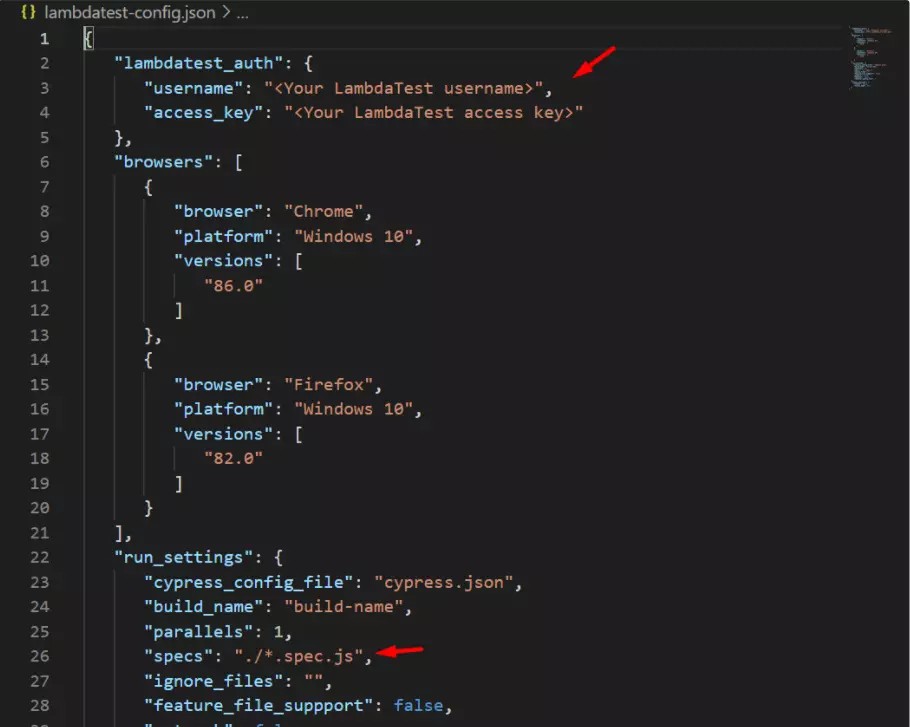 {} lambdatest-config.json > ...
1 {
2 "lambdatest_auth": {
3 "username": "<Your LambdaTest username>",
4 "access_key": "<Your LambdaTest access key>"
5 },
6 "browsers": [
7 {
8 "browser": "Chrome",
9 "platform": "Windows 10",
10 "versions": [
11 "86.0"
12 ]
13 },
14 {
15 "browser": "Firefox",
16 "platform": "Windows 10",
17 "versions": [
18 "82.0"
19 ]
20 }
21 ],
22 "run_settings": {
23 "cypress_config_file": "cypress.json",
24 "build_name": "build-name",
25 "parallels": 1,
26 "specs": "./*.spec.js",
27 "ignore_files": "",
28 "feature_file_suppport": false,